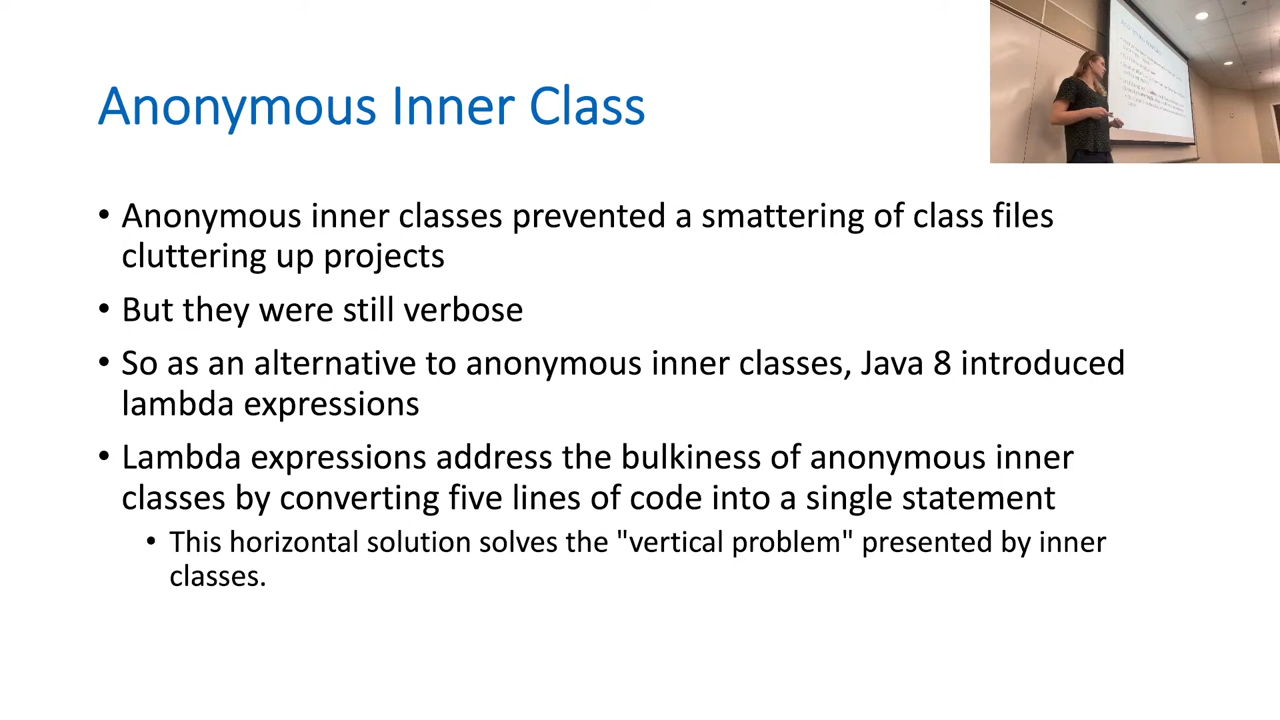 Anonymous Inner Class
• Anonymous inner classes prevented a smattering of class files
cluttering up projects
• But they were still verbose
• So as an alternative to anonymous inner classes, Java 8 introduced
lambda expressions
• Lambda expressions address the bulkiness of anonymous inner
classes by converting five lines of code into a single statement
• This horizontal solution solves the "vertical problem" presented by inner
classes.